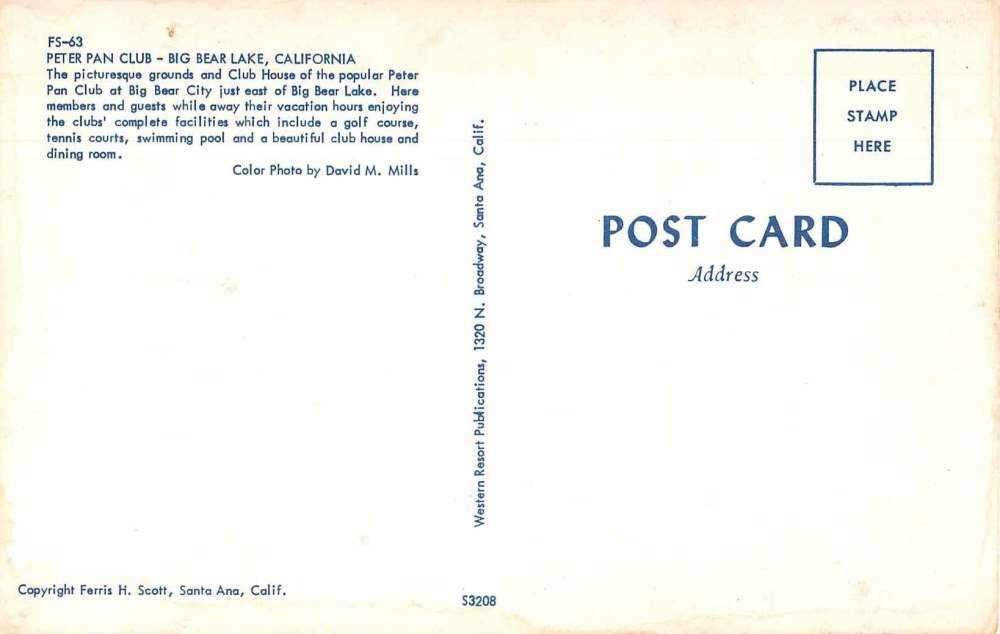 FS-63
PETER PAN CLUB - BIG BEAR LAKE, CALIFORNIA
The picturesque grounds and Club House of the popular Peter
Pan Club at Big Bear City just east of Big Bear Lake. Here
members and guests while away their vacation hours enjoying
the clubs' complete facilities which include a golf course,
tennis courts, swimming pool and a beautiful club house and
dining room.
Color Photo by David M. Mills
Western Resort Publications, 1320 N. Broadway, Santa Ana, Calif.
PLACE
STAMP
HERE
POST CARD
Address
Copyright Ferris H. Scott, Santa Ana, Calif.
S3208